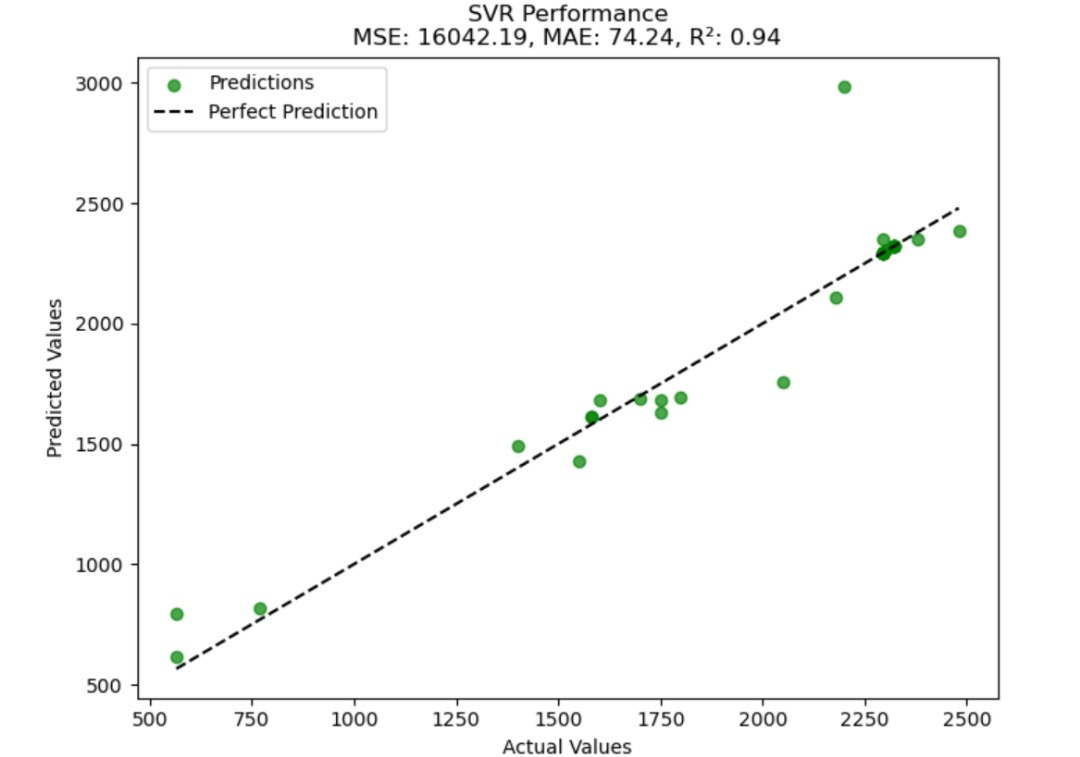 SVR Performance
MSE: 16042.19, MAE: 74.24, R²: 0.94
Predictions
Perfect Prediction
3000
2500
2000
1500
1000
500
Predicted Values
500 750 1000 1250 1500 1750 2000 2250 2500
Actual Values